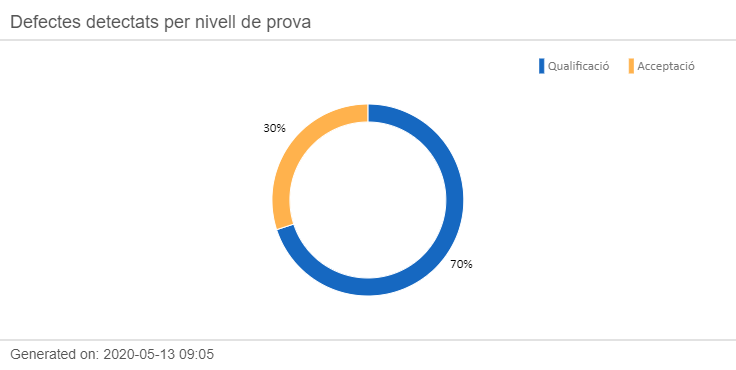 Defectes detectats per nivell de prova
Qualificació Acceptació
30%
70%
Generated on: 2020-05-13 09:05